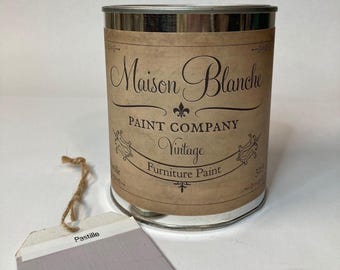 Maison Blanche
PAINT COMPANY
Vintage
Furniture Paint
Pastille